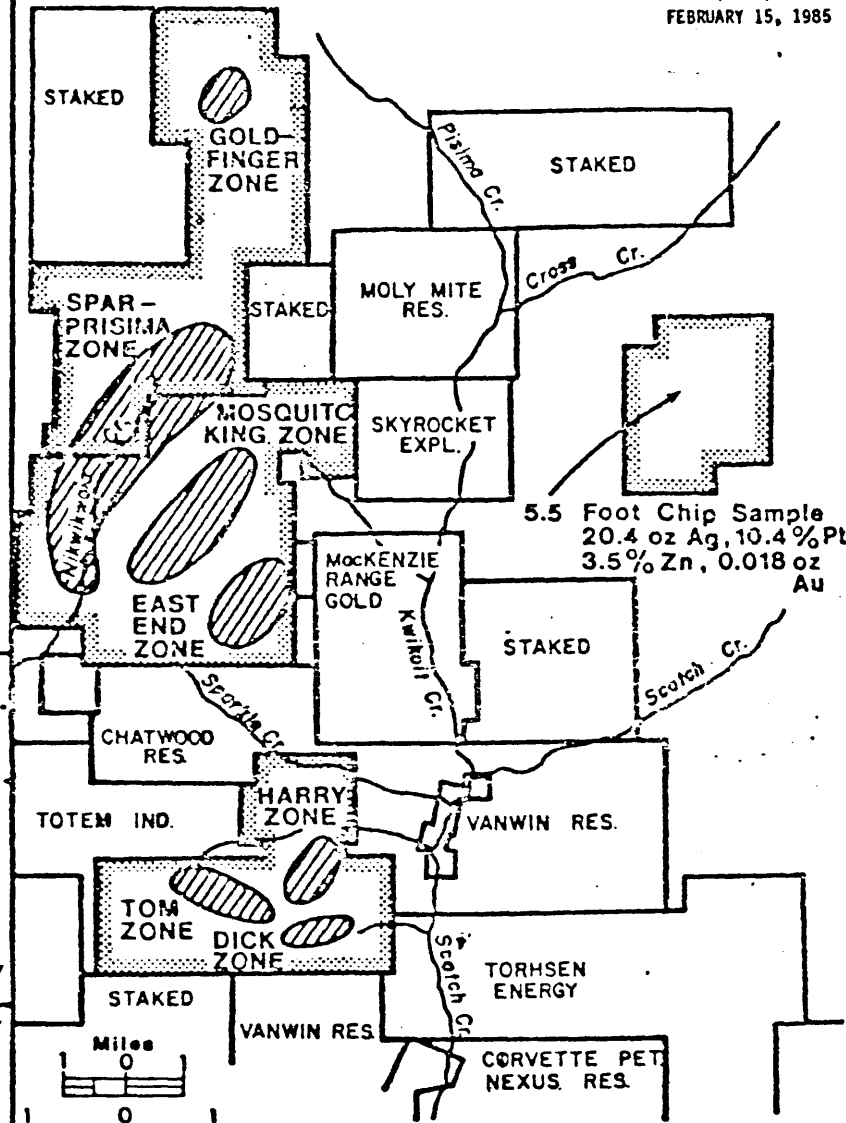 FEBRUARY 15, 1985
STAKED
GOLD-
FINGER
ZONE
Pisima Cr.
STAKED
Cross Cr.
SPAR-
PRISIMA
ZONE
STAKED
MOLY MITE
RES.
MOSQUITO
KING ZONE
SKYROCKET
EXPL.
5.5 Foot Chip Sample
20.4 oz Ag, 10.4% Pt
3.5% Zn, 0.018 oz
Au
MacKENZIE
RANGE
GOLD
EAST
END
ZONE
Kwikoit Cr.
STAKED
Scotch Cr.
Sparkle Cr.
CHATWOOD
RES.
HARRY
ZONE
TOTEM IND.
VANWIN RES.
TOM
ZONE
DICK
ZONE
Scotch Cr.
TORHSEN
ENERGY
STAKED
VANWIN RES.
Miles
1 0 1
1 0 1
CORVETTE PET.
NEXUS. RES.